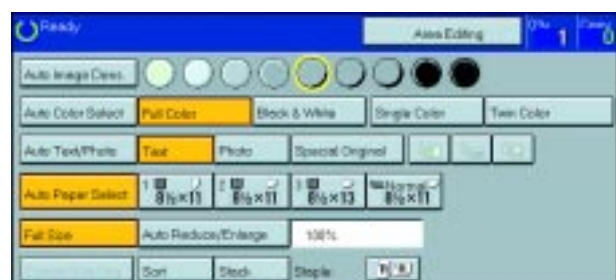 Ready Area Editing Q'ty 1 Copy 0
Auto Image Dens.
Auto Color Select Full Color Black & White Single Color Twin Color
Auto Text/Photo Text Photo Special Original
Auto Paper Select 1 8½×11 2 8½×11 3 8½×13 Normal 8½×11
Full Size Auto Reduce/Enlarge 100%
Sort Stack Staple